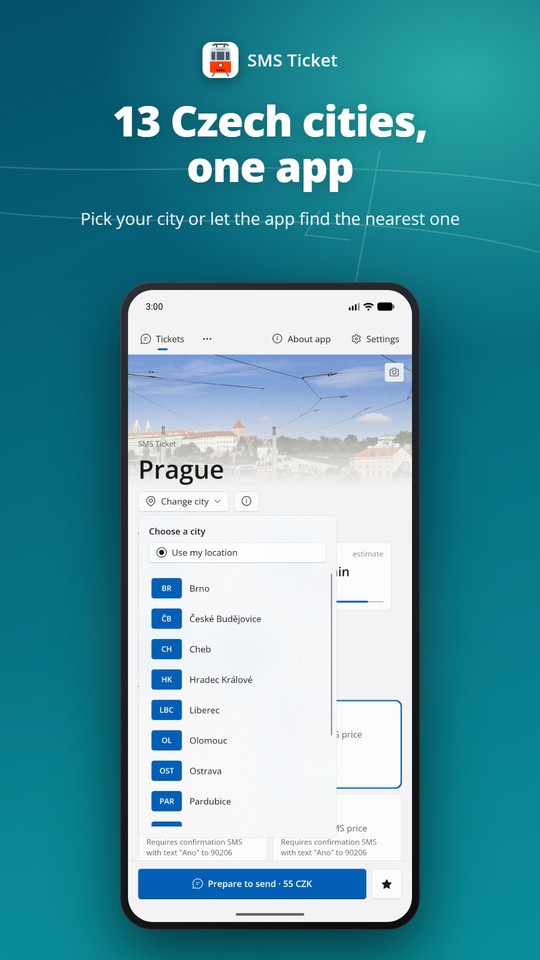 SMS Ticket
13 Czech cities,
one app
Pick your city or let the app find the nearest one
3:00
Tickets
About app
Settings
SMS Ticket
Prague
Change city
Choose a city
Use my location
estimate
BR Brno
ČB České Budějovice
CH Cheb
HK Hradec Králové
LBC Liberec
price
OL Olomouc
OST Ostrava
PAR Pardubice
price
Requires confirmation SMS
with text "Ano" to 90206
Requires confirmation SMS
with text "Ano" to 90206
Prepare to send · 55 CZK